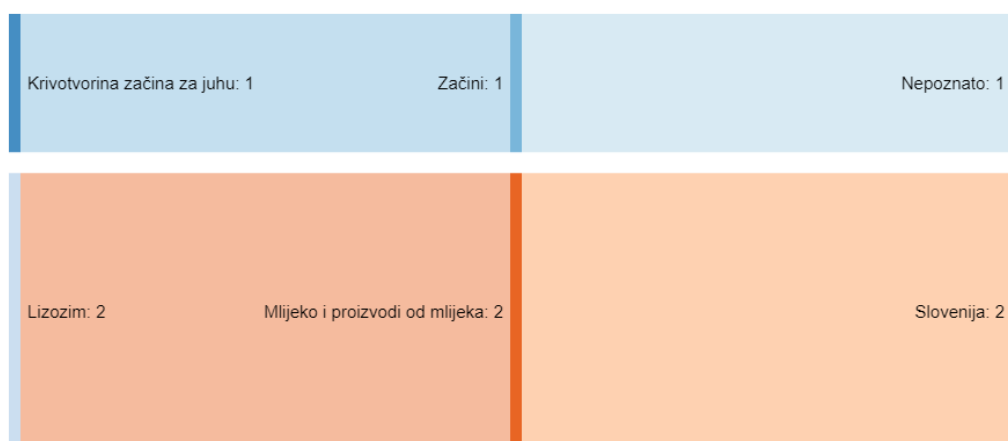 Krivotvorina začina za juhu: 1
Začini: 1
Nepoznato: 1
Lizozim: 2
Mlijeko i proizvodi od mlijeka: 2
Slovenija: 2